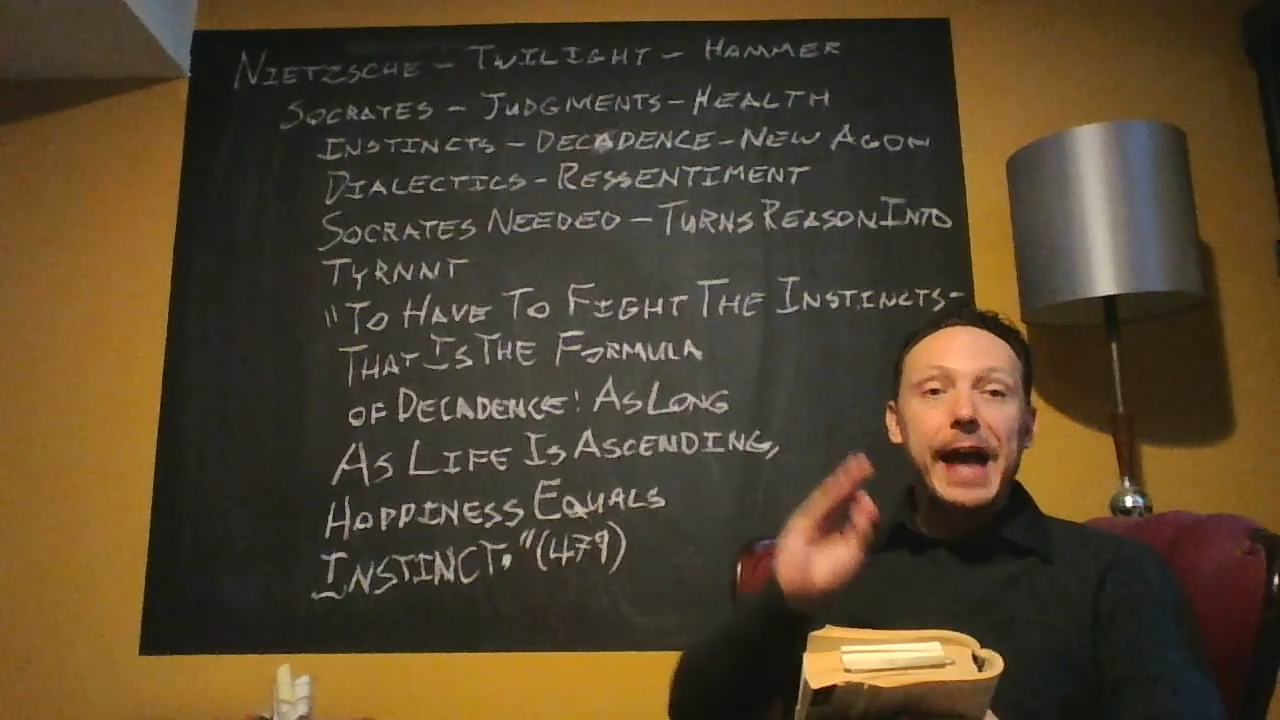 NIETZSCHE - TWILIGHT - HAMMER
SOCRATES - JUDGMENTS - HEALTH
INSTINCTS - DECADENCE - NEW AGON
DIALECTICS - RESSENTIMENT
SOCRATES NEEDED - TURNS REASON INTO
TYRNNT
"TO HAVE TO FIGHT THE INSTINCTS-
THAT IS THE FORMULA
OF DECADENCE: AS LONG
AS LIFE IS ASCENDING,
HAPPINESS EQUALS
INSTINCT." (479)